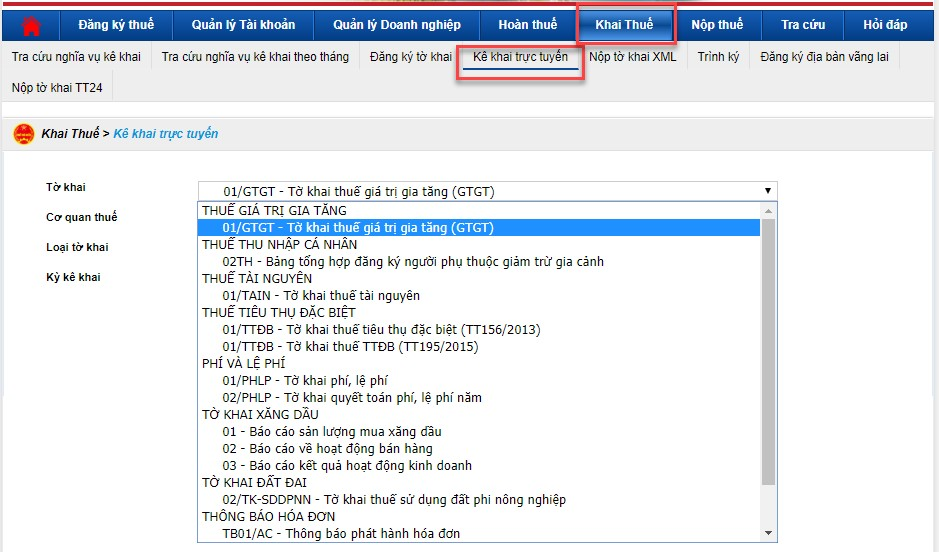 Đăng ký thuế Quản lý Tài khoản Quản lý Doanh nghiệp Hoàn thuế Khai Thuế Nộp thuế Tra cứu Hỏi đáp
Tra cứu nghĩa vụ kê khai Tra cứu nghĩa vụ kê khai theo tháng Đăng ký tờ khai Kê khai trực tuyến Nộp tờ khai XML Trình ký Đăng ký địa bàn vãng lai
Nộp tờ khai TT24
Khai Thuế > Kê khai trực tuyến
Tờ khai 01/GTGT - Tờ khai thuế giá trị gia tăng (GTGT)
Cơ quan thuế
Loại tờ khai
Kỳ kê khai
THUẾ GIÁ TRỊ GIA TĂNG
01/GTGT - Tờ khai thuế giá trị gia tăng (GTGT)
THUẾ THU NHẬP CÁ NHÂN
02TH - Bảng tổng hợp đăng ký người phụ thuộc giảm trừ gia cảnh
THUẾ TÀI NGUYÊN
01/TAIN - Tờ khai thuế tài nguyên
THUẾ TIÊU THỤ ĐẶC BIỆT
01/TTĐB - Tờ khai thuế tiêu thụ đặc biệt (TT156/2013)
01/TTĐB - Tờ khai thuế TTĐB (TT195/2015)
PHÍ VÀ LỆ PHÍ
01/PHLP - Tờ khai phí, lệ phí
02/PHLP - Tờ khai quyết toán phí, lệ phí năm
TỜ KHAI XĂNG DẦU
01 - Báo cáo sản lượng mua xăng dầu
02 - Báo cáo về hoạt động bán hàng
03 - Báo cáo kết quả hoạt động kinh doanh
TỜ KHAI ĐẤT ĐAI
02/TK-SDDPNN - Tờ khai thuế sử dụng đất phi nông nghiệp
THÔNG BÁO HÓA ĐƠN
TB01/AC - Thông báo phát hành hóa đơn